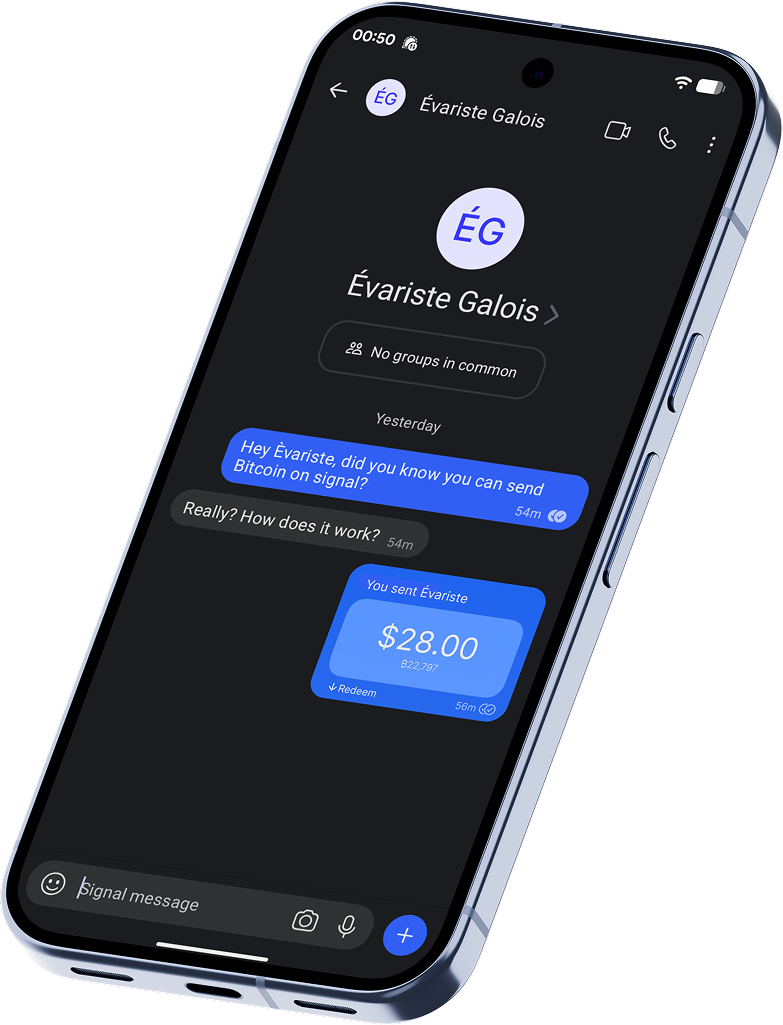 00:50
ÉG
Évariste Galois
ÉG
Évariste Galois
No groups in common
Yesterday
Hey Èvariste, did you know you can send
Bitcoin on signal?
54m
Really? How does it work?
54m
You sent Évariste
$28.00
₿22,797
Redeem
56m
Signal message